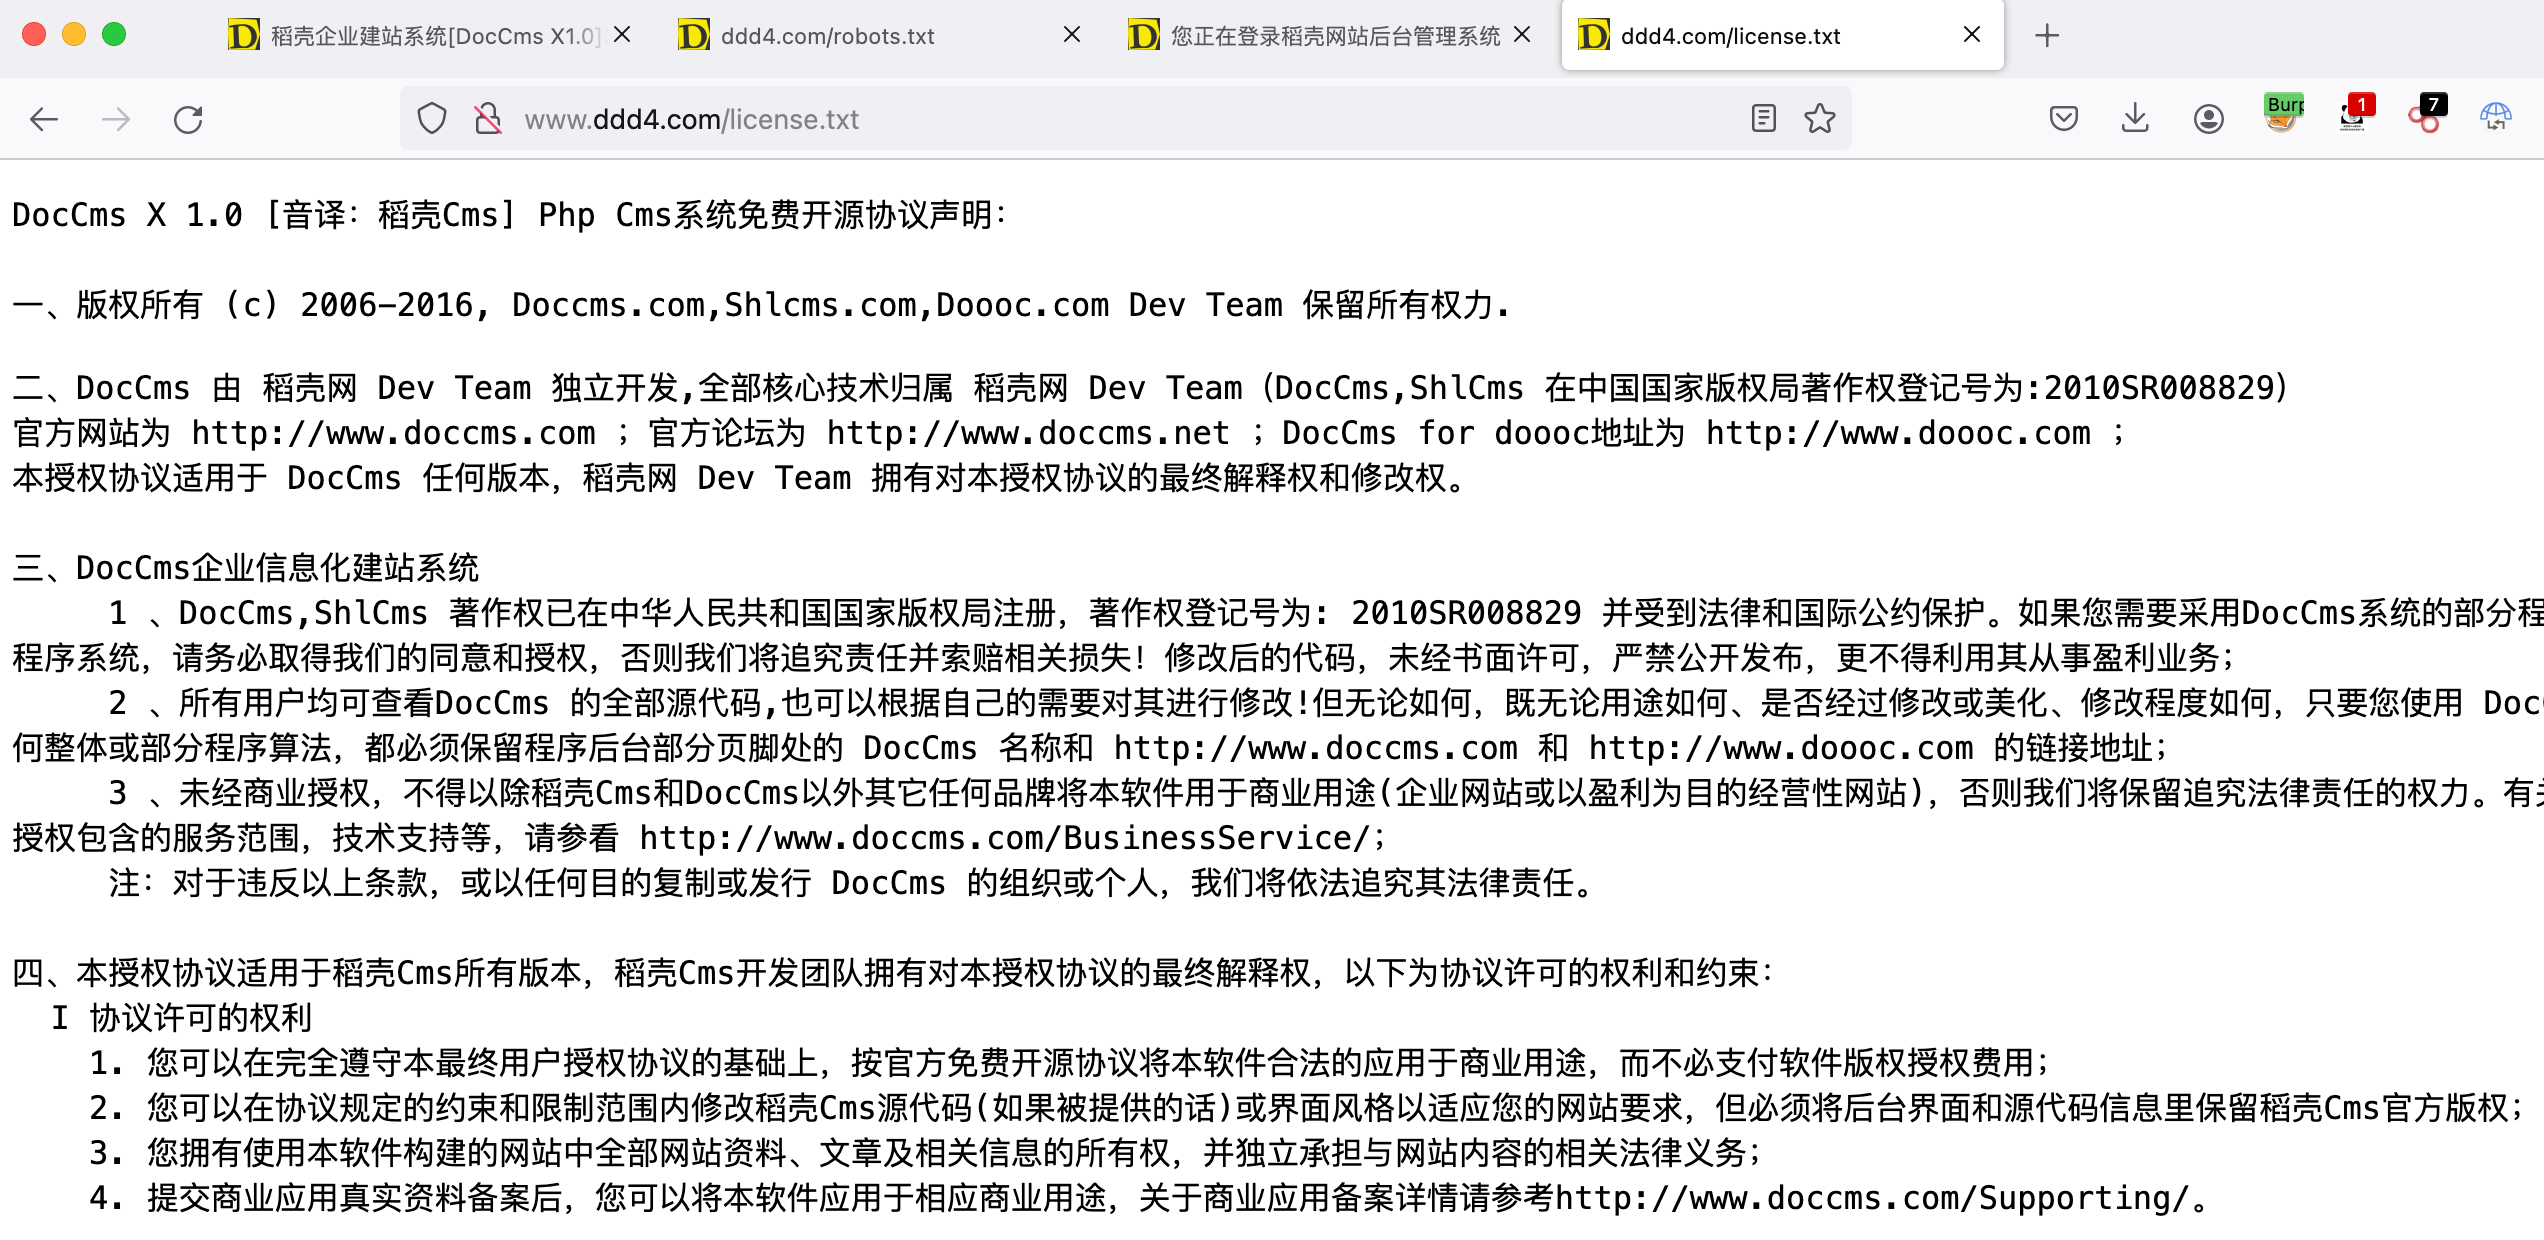 稻壳企业建站系统[DocCms X1.0]
ddd4.com/robots.txt
您正在登录稻壳网站后台管理系统
ddd4.com/license.txt
www.ddd4.com/license.txt
Burp
1
7
DocCms X 1.0 [音译：稻壳Cms] Php Cms系统免费开源协议声明：
一、版权所有 (c) 2006-2016, Doccms.com,Shlcms.com,Doooc.com Dev Team 保留所有权力.
二、DocCms 由 稻壳网 Dev Team 独立开发,全部核心技术归属 稻壳网 Dev Team（DocCms,ShlCms 在中国国家版权局著作权登记号为:2010SR008829）
官方网站为 http://www.doccms.com ；官方论坛为 http://www.doccms.net ；DocCms for doooc地址为 http://www.doooc.com ；
本授权协议适用于 DocCms 任何版本，稻壳网 Dev Team 拥有对本授权协议的最终解释权和修改权。
三、DocCms企业信息化建站系统
1 、DocCms,ShlCms 著作权已在中华人民共和国国家版权局注册，著作权登记号为: 2010SR008829 并受到法律和国际公约保护。如果您需要采用DocCms系统的部分程
程序系统，请务必取得我们的同意和授权，否则我们将追究责任并索赔相关损失！修改后的代码，未经书面许可，严禁公开发布，更不得利用其从事盈利业务；
2 、所有用户均可查看DocCms 的全部源代码,也可以根据自己的需要对其进行修改!但无论如何，既无论用途如何、是否经过修改或美化、修改程度如何，只要您使用 Doc
何整体或部分程序算法，都必须保留程序后台部分页脚处的 DocCms 名称和 http://www.doccms.com 和 http://www.doooc.com 的链接地址；
3 、未经商业授权，不得以除稻壳Cms和DocCms以外其它任何品牌将本软件用于商业用途(企业网站或以盈利为目的经营性网站)，否则我们将保留追究法律责任的权力。有关
授权包含的服务范围，技术支持等，请参看 http://www.doccms.com/BusinessService/；
注：对于违反以上条款，或以任何目的复制或发行 DocCms 的组织或个人，我们将依法追究其法律责任。
四、本授权协议适用于稻壳Cms所有版本，稻壳Cms开发团队拥有对本授权协议的最终解释权，以下为协议许可的权利和约束：
I 协议许可的权利
1. 您可以在完全遵守本最终用户授权协议的基础上，按官方免费开源协议将本软件合法的应用于商业用途，而不必支付软件版权授权费用；
2. 您可以在协议规定的约束和限制范围内修改稻壳Cms源代码(如果被提供的话)或界面风格以适应您的网站要求，但必须将后台界面和源代码信息里保留稻壳Cms官方版权；
3. 您拥有使用本软件构建的网站中全部网站资料、文章及相关信息的所有权，并独立承担与网站内容的相关法律义务；
4. 提交商业应用真实资料备案后，您可以将本软件应用于相应商业用途，关于商业应用备案详情请参考http://www.doccms.com/Supporting/。